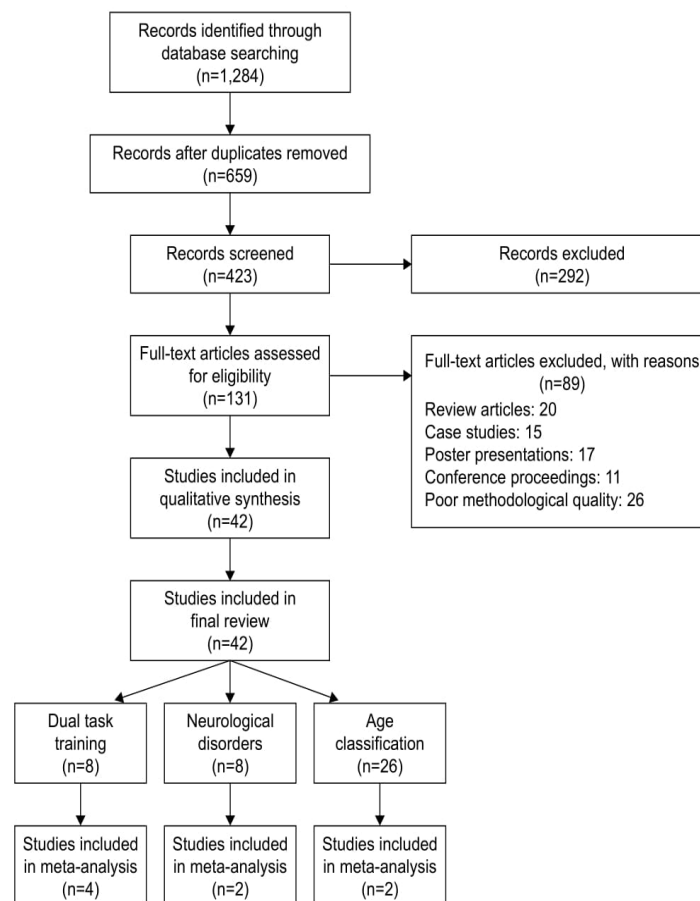 Records identified through
database searching
(n=1,284)
Records after duplicates removed
(n=659)
Records screened
(n=423)
Records excluded
(n=292)
Full-text articles assessed
for eligibility
(n=131)
Full-text articles excluded, with reasons
(n=89)
Review articles: 20
Case studies: 15
Poster presentations: 17
Conference proceedings: 11
Poor methodological quality: 26
Studies included in
qualitative synthesis
(n=42)
Studies included in
final review
(n=42)
Dual task
training
(n=8)
Neurological
disorders
(n=8)
Age
classification
(n=26)
Studies included
in meta-analysis
(n=4)
Studies included
in meta-analysis
(n=2)
Studies included
in meta-analysis
(n=2)